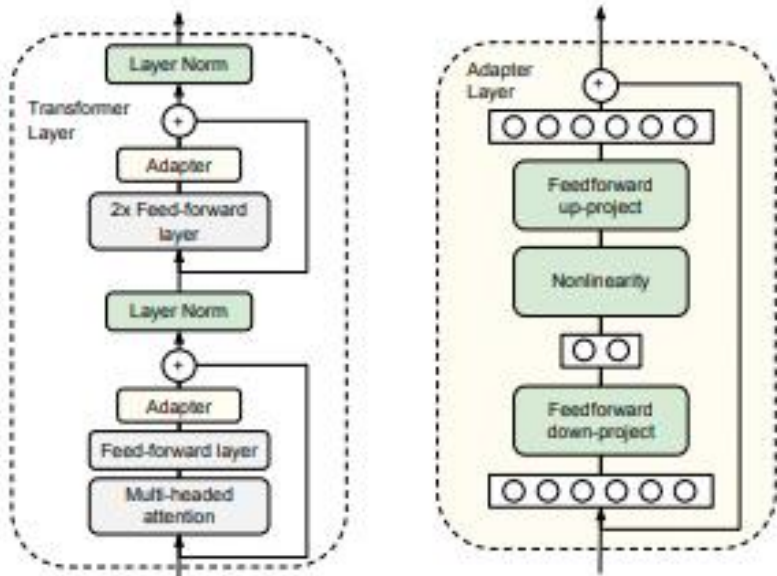 Layer Norm
Transformer
Layer
+
Adapter
2x Feed-forward
layer
Layer Norm
+
Adapter
Feed-forward layer
Multi-headed
attention
Adapter
Layer
+
Feedforward
up-project
Nonlinearity
Feedforward
down-project